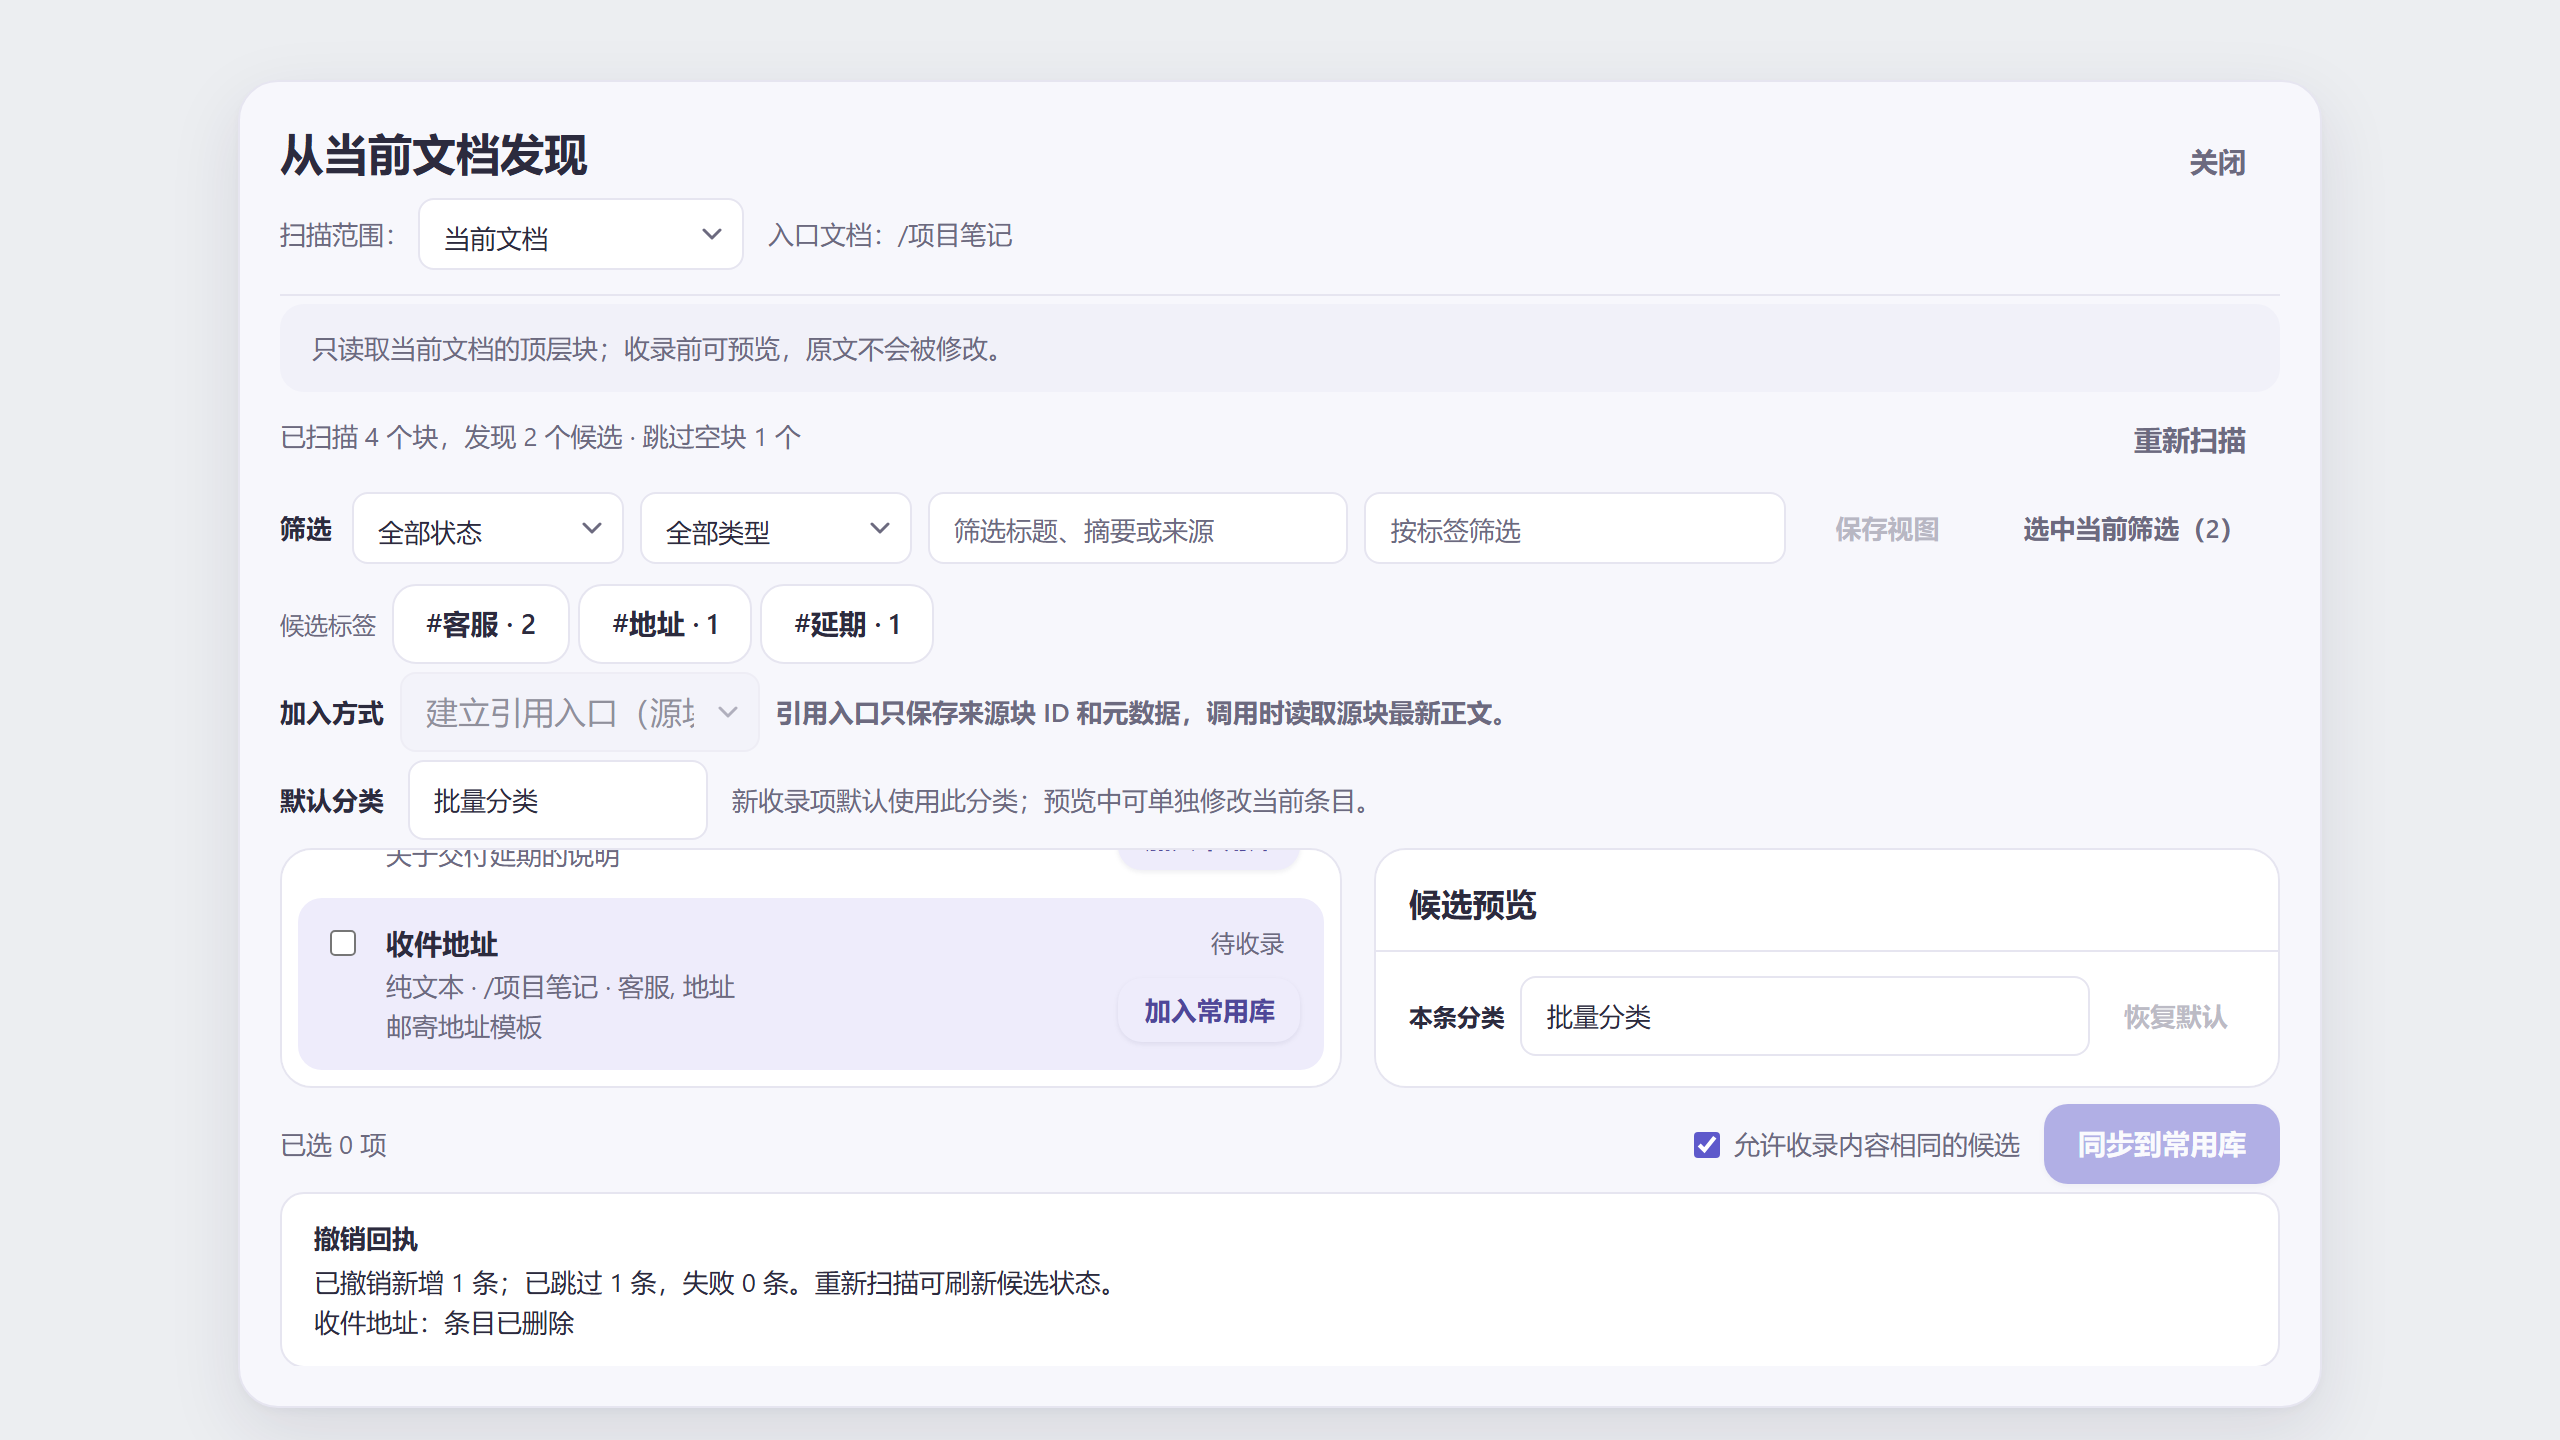 从当前文档发现
关闭
扫描范围：
当前文档
入口文档：/项目笔记
只读取当前文档的顶层块；收录前可预览，原文不会被修改。
已扫描 4 个块，发现 2 个候选 · 跳过空块 1 个
重新扫描
筛选
全部状态
全部类型
筛选标题、摘要或来源
按标签筛选
保存视图
选中当前筛选（2）
候选标签
#客服 · 2
#地址 · 1
#延期 · 1
加入方式
建立引用入口（源
引用入口只保存来源块 ID 和元数据，调用时读取源块最新正文。
默认分类
批量分类
新收录项默认使用此分类；预览中可单独修改当前条目。
关于交付延期的说明
收件地址
待收录
纯文本 · /项目笔记 · 客服, 地址
邮寄地址模板
加入常用库
候选预览
本条分类
批量分类
恢复默认
已选 0 项
允许收录内容相同的候选
同步到常用库
撤销回执
已撤销新增 1 条；已跳过 1 条，失败 0 条。重新扫描可刷新候选状态。
收件地址：条目已删除